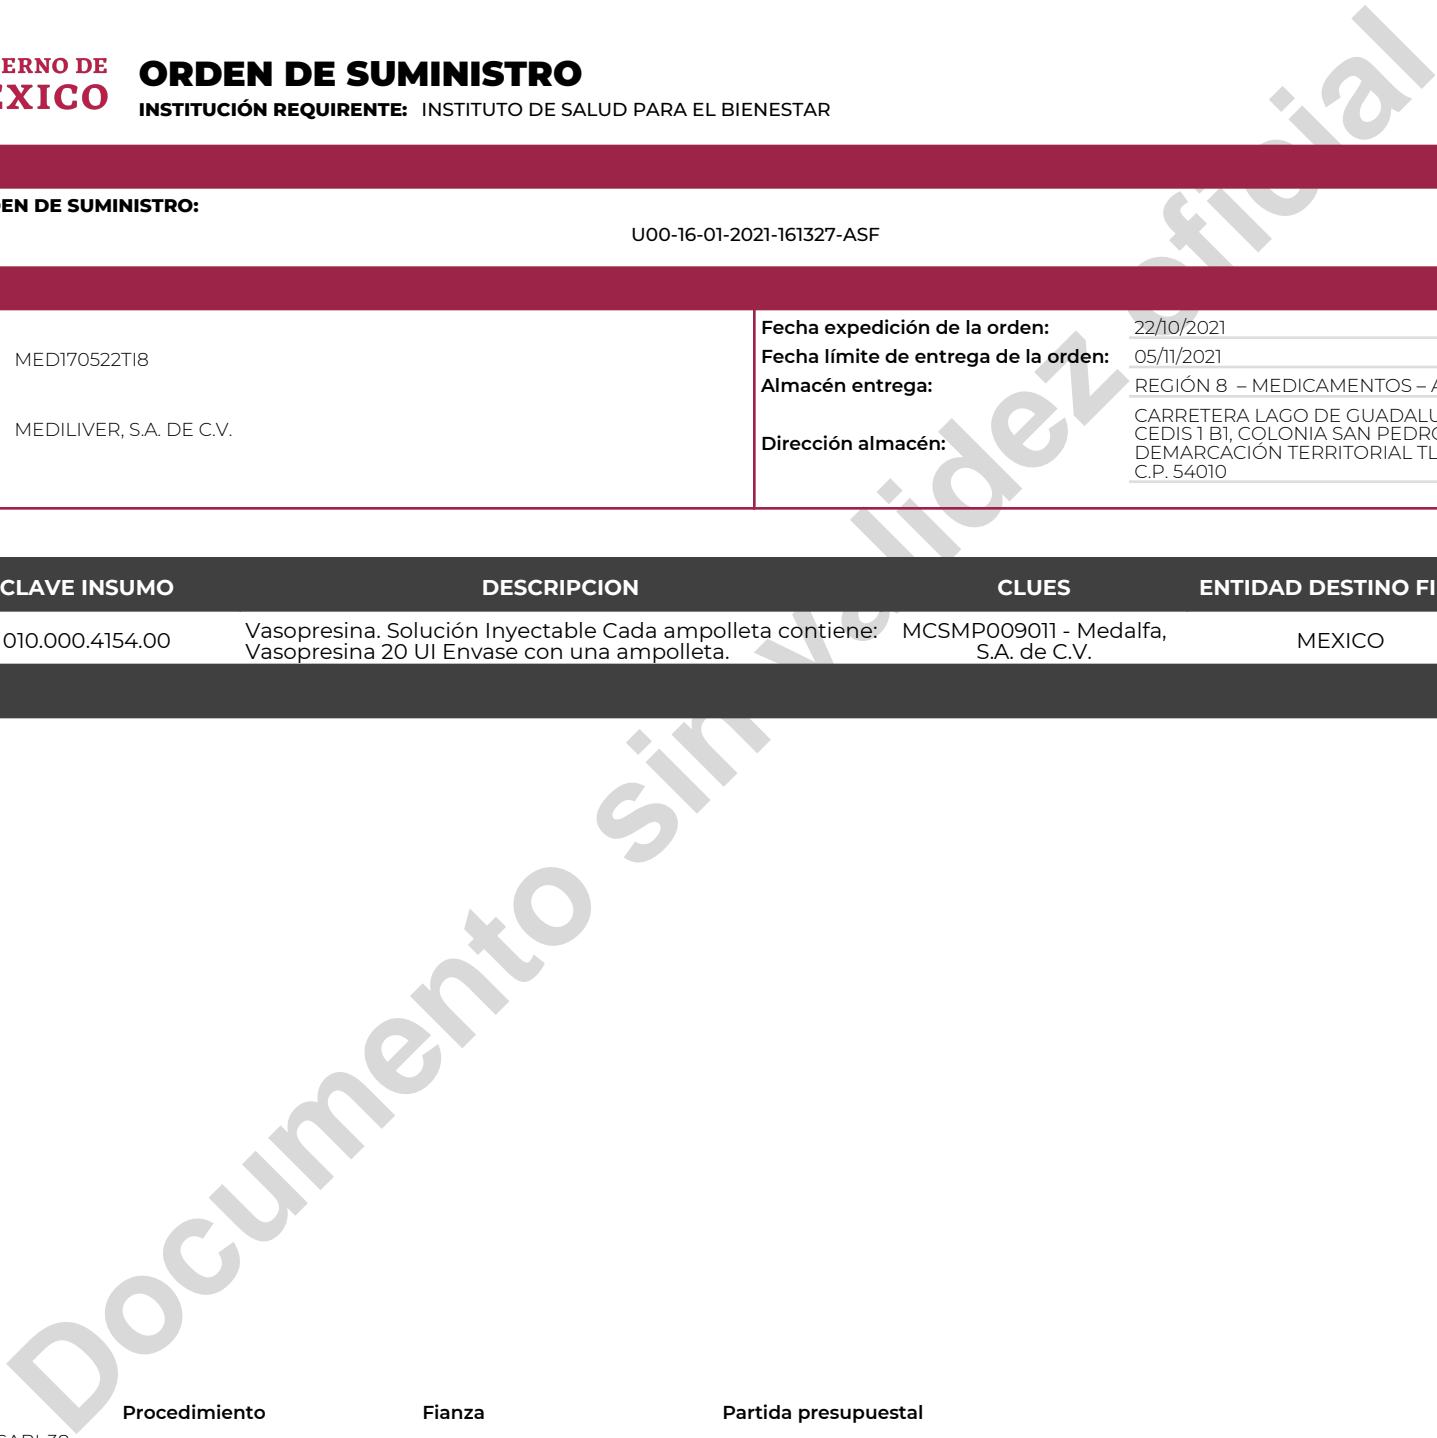 ERNO DE
EXICO
ORDEN DE SUMINISTRO
INSTITUCIÓN REQUIRENTE: INSTITUTO DE SALUD PARA EL BIENESTAR
EN DE SUMINISTRO:
U00-16-01-2021-161327-ASF
MED170522TI8
MEDILIVER, S.A. DE C.V.
Fecha expedición de la orden: 22/10/2021
Fecha límite de entrega de la orden: 05/11/2021
Almacén entrega: REGIÓN 8 – MEDICAMENTOS – A
Dirección almacén: CARRETERA LAGO DE GUADALU
CEDIS 1 B1, COLONIA SAN PEDRO
DEMARCACIÓN TERRITORIAL TL
C.P. 54010
CLAVE INSUMO DESCRIPCION CLUES ENTIDAD DESTINO FI
010.000.4154.00 Vasopresina. Solución Inyectable Cada ampolleta contiene: Vasopresina 20 UI Envase con una ampolleta. MCSMP009011 - Medalfa, S.A. de C.V. MEXICO
Documento sin validez oficial
Procedimiento Fianza Partida presupuestal